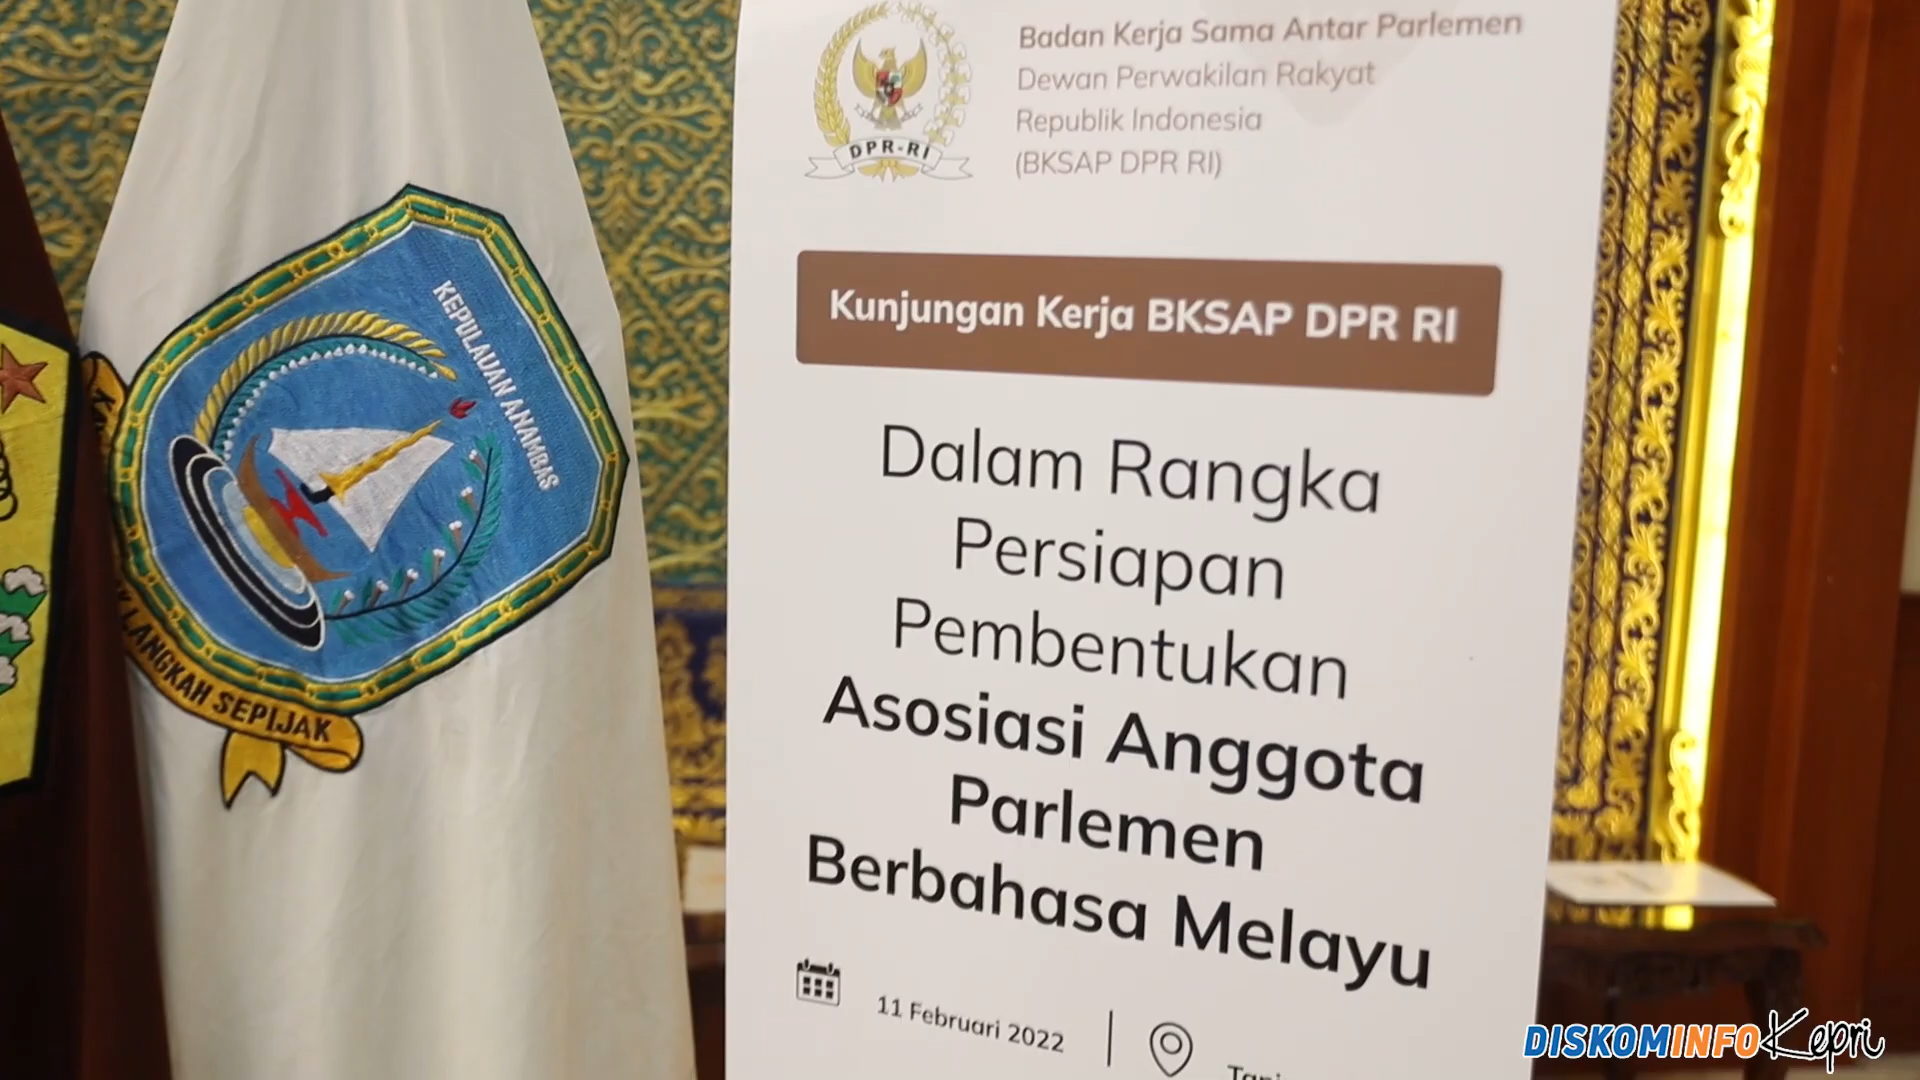 Badan Kerja Sama Antar Parlemen
Dewan Perwakilan Rakyat
Republik Indonesia
(BKSAP DPR RI)
DPR-RI
Kunjungan Kerja BKSAP DPR RI
Dalam Rangka
Persiapan
Pembentukan
Asosiasi Anggota
Parlemen
Berbahasa Melayu
11 Februari 2022
KEPULAUAN ANAMBAS
LANGKAH SEPIJAK
DISKOMINFO Kepri